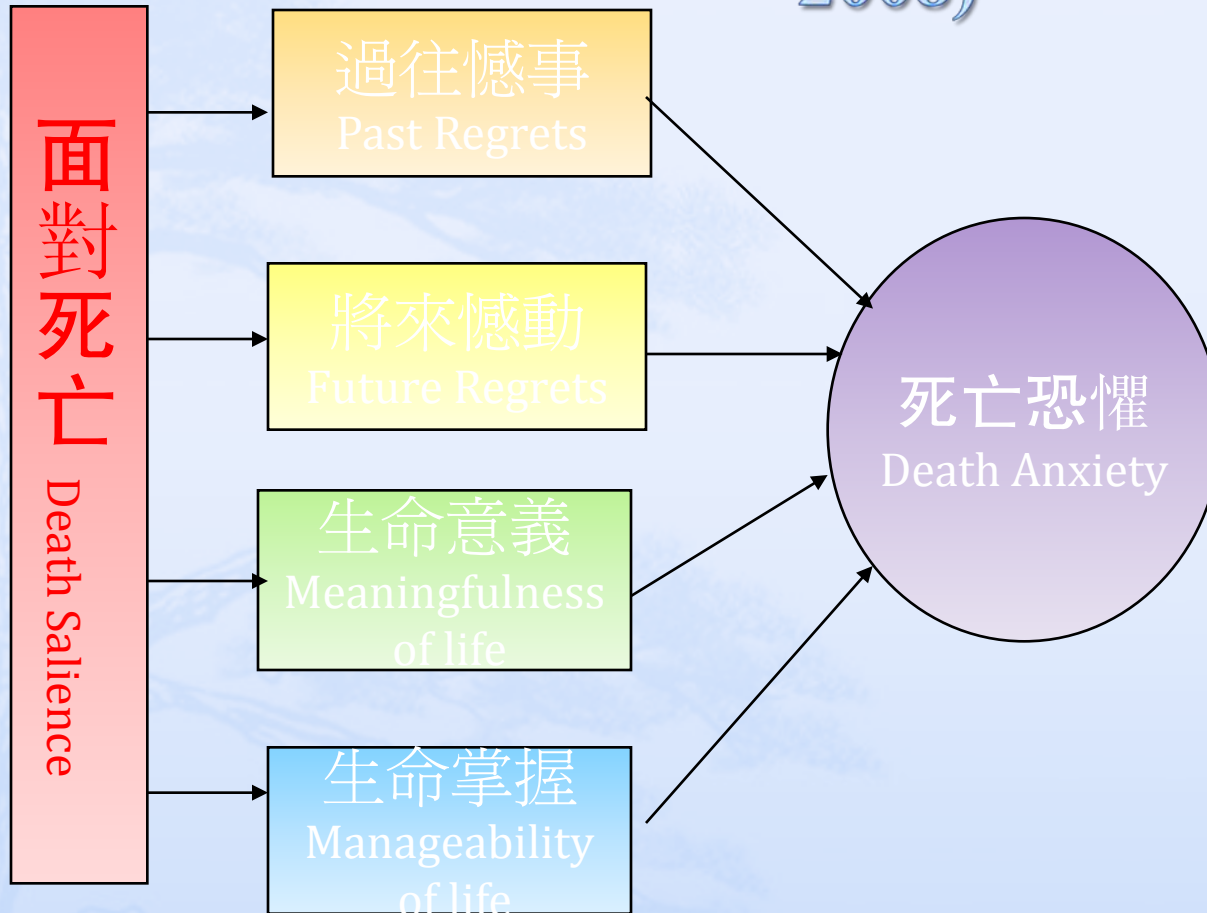 2008)
面對死亡 Death Salience
過往憾事
Past Regrets
將來憾動
Future Regrets
生命意義
Meaningfulness
of life
生命掌握
Manageability
of life
死亡恐懼
Death Anxiety